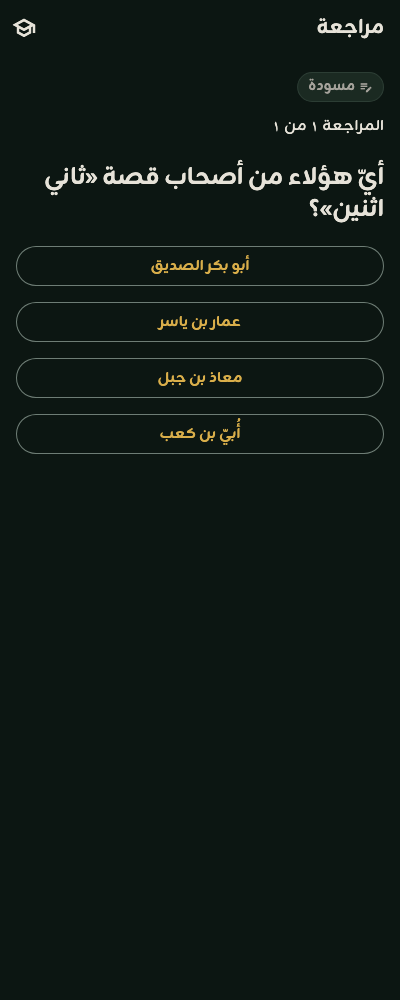 مراجعة
مسودة
المراجعة ١ من ١
أيّ هؤلاء من أصحاب قصة «ثاني
اثنين»؟
أبو بكر الصديق
عمار بن ياسر
معاذ بن جبل
أُبيّ بن كعب